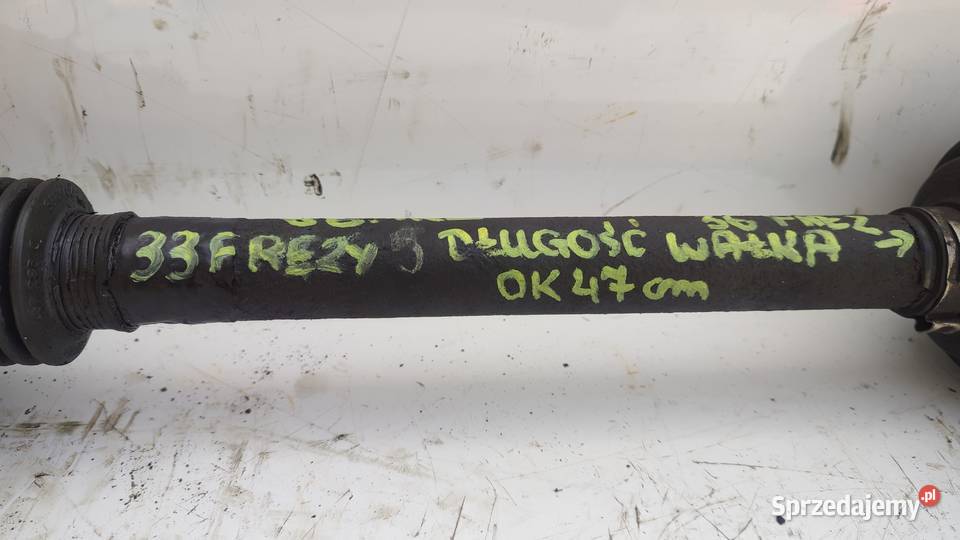 33 FREZY DŁUGOŚĆ WAŁKA →
OK 47 cm
36 FREZ
Sprzedajemy.pl